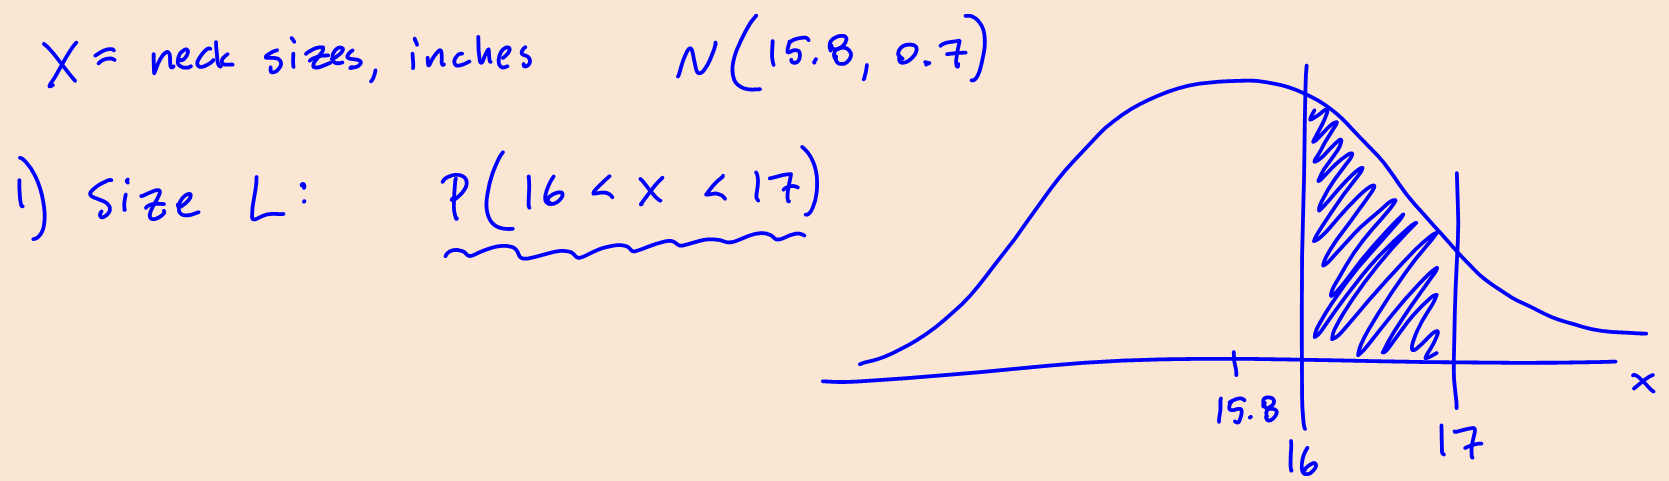 X = neck sizes, inches N(15.8, 0.7)
1) Size L: P(16 < X < 17)
15.8
16
17
x